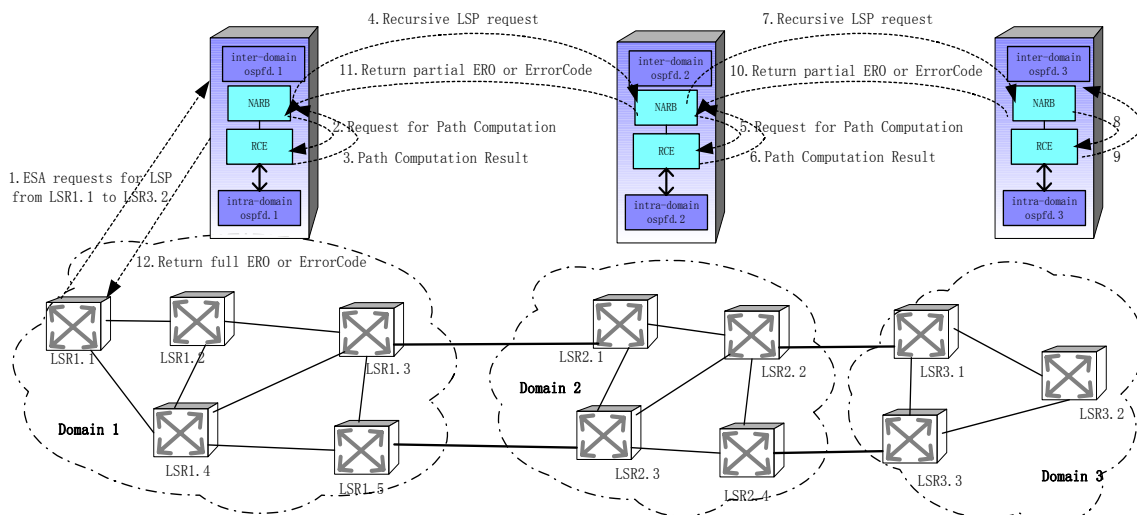 4.Recursive LSP request
7.Recursive LSP request
inter-domain
ospfd.1
inter-domain
ospfd.2
inter-domain
ospfd.3
11.Return partial ERO or ErrorCode
10.Return partial ERO or ErrorCode
NARB
NARB
NARB
2.Request for Path Computation
5.Request for Path Computation
8
RCE
RCE
RCE
3.Path Computation Result
6.Path Computation Result
9
1.ESA requests for LSP
from LSR1.1 to LSR3.2
intra-domain
ospfd.1
intra-domain
ospfd.2
intra-domain
ospfd.3
12.Return full ERO or ErrorCode
LSR1.1
LSR1.2
LSR1.3
LSR2.1
LSR2.2
LSR3.1
LSR3.2
Domain 1
Domain 2
Domain 3
LSR1.4
LSR1.5
LSR2.3
LSR2.4
LSR3.3